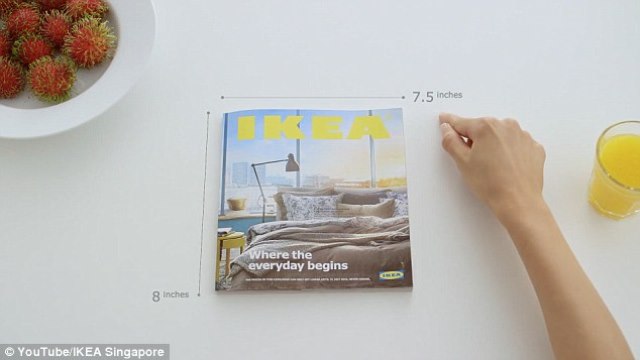 7.5 inches
IKEA
Where the
everyday begins
IKEA
8 inches
© YouTube/IKEA Singapore